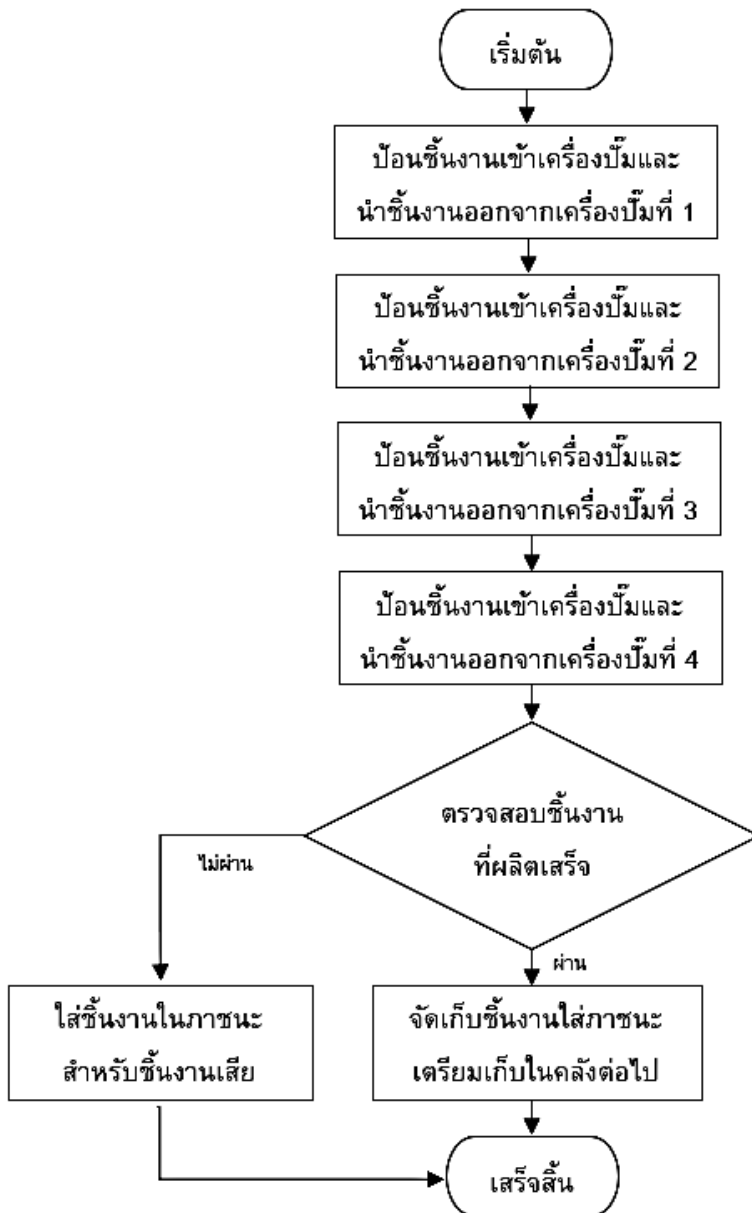 เริ่มต้น
ป้อนชิ้นงานเข้าเครื่องปั๊มและ
นำชิ้นงานออกจากเครื่องปั๊มที่ 1
ป้อนชิ้นงานเข้าเครื่องปั๊มและ
นำชิ้นงานออกจากเครื่องปั๊มที่ 2
ป้อนชิ้นงานเข้าเครื่องปั๊มและ
นำชิ้นงานออกจากเครื่องปั๊มที่ 3
ป้อนชิ้นงานเข้าเครื่องปั๊มและ
นำชิ้นงานออกจากเครื่องปั๊มที่ 4
ตรวจสอบชิ้นงาน
ที่ผลิตเสร็จ
ไม่ผ่าน
ผ่าน
ใส่ชิ้นงานในภาชนะ
สำหรับชิ้นงานเสีย
จัดเก็บชิ้นงานใส่ภาชนะ
เตรียมเก็บในคลังต่อไป
เสร็จสิ้น